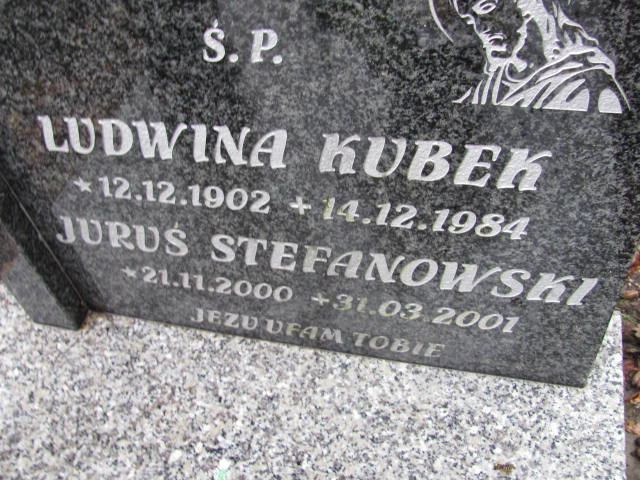 Ś.P.
LUDWINA KUBEK
* 12.12.1902 + 14.12.1984
JURUŚ STEFANOWSKI
* 21.11.2000 + 31.03.2001
JEZU UFAM TOBIE